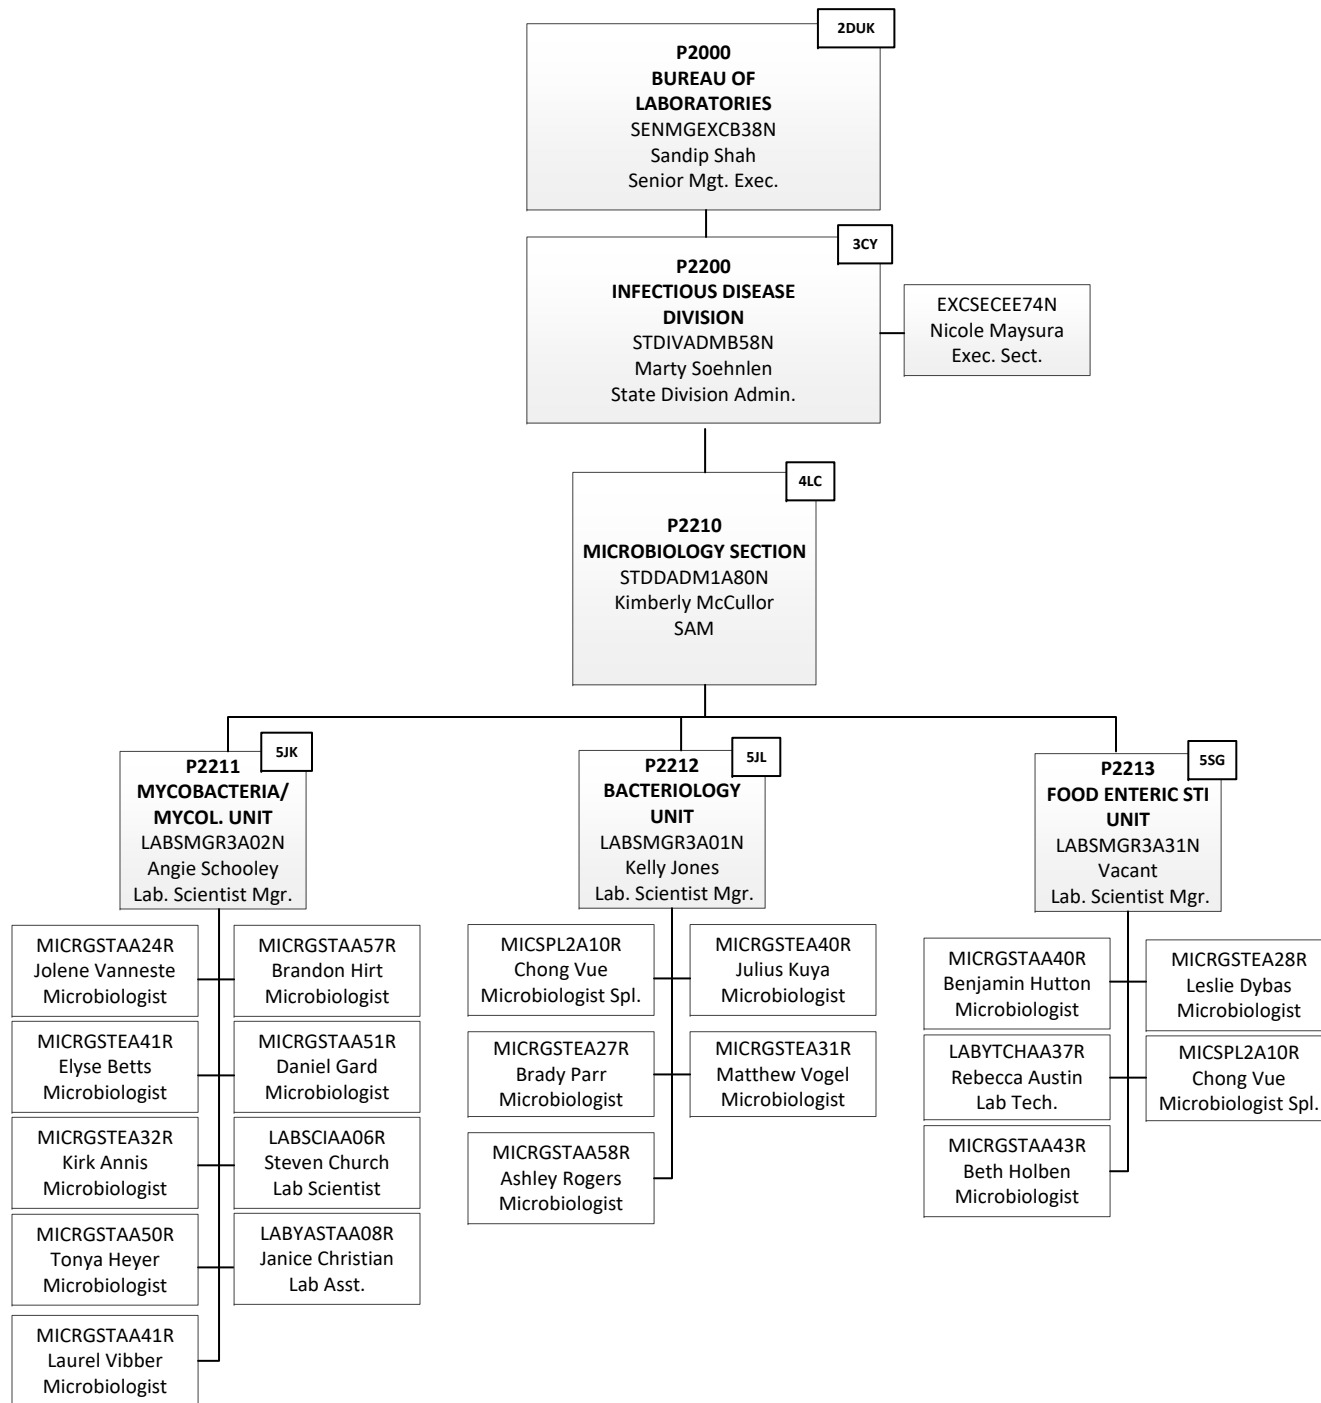 2DUK
P2000
BUREAU OF
LABORATORIES
SENMGEXCB38N
Sandip Shah
Senior Mgt. Exec.
3CY
P2200
INFECTIOUS DISEASE
DIVISION
STDIVADMB58N
Marty Soehnlen
State Division Admin.
EXCSECEE74N
Nicole Maysura
Exec. Sect.
4LC
P2210
MICROBIOLOGY SECTION
STDDADM1A80N
Kimberly McCullor
SAM
5JK
P2211
MYCOBACTERIA/
MYCOL. UNIT
LABSMGR3A02N
Angie Schooley
Lab. Scientist Mgr.
MICRGSTAA24R
Jolene Vanneste
Microbiologist
MICRGSTAA57R
Brandon Hirt
Microbiologist
MICRGSTEA41R
Elyse Betts
Microbiologist
MICRGSTAA51R
Daniel Gard
Microbiologist
MICRGSTEA32R
Kirk Annis
Microbiologist
LABSCIAA06R
Steven Church
Lab Scientist
MICRGSTAA50R
Tonya Heyer
Microbiologist
LABYASTAA08R
Janice Christian
Lab Asst.
MICRGSTAA41R
Laurel Vibber
Microbiologist
5JL
P2212
BACTERIOLOGY
UNIT
LABSMGR3A01N
Kelly Jones
Lab. Scientist Mgr.
MICSPL2A10R
Chong Vue
Microbiologist Spl.
MICRGSTEA40R
Julius Kuya
Microbiologist
MICRGSTEA27R
Brady Parr
Microbiologist
MICRGSTEA31R
Matthew Vogel
Microbiologist
MICRGSTAA58R
Ashley Rogers
Microbiologist
5SG
P2213
FOOD ENTERIC STI
UNIT
LABSMGR3A31N
Vacant
Lab. Scientist Mgr.
MICRGSTAA40R
Benjamin Hutton
Microbiologist
MICRGSTEA28R
Leslie Dybas
Microbiologist
LABYTCHAA37R
Rebecca Austin
Lab Tech.
MICSPL2A10R
Chong Vue
Microbiologist Spl.
MICRGSTAA43R
Beth Holben
Microbiologist